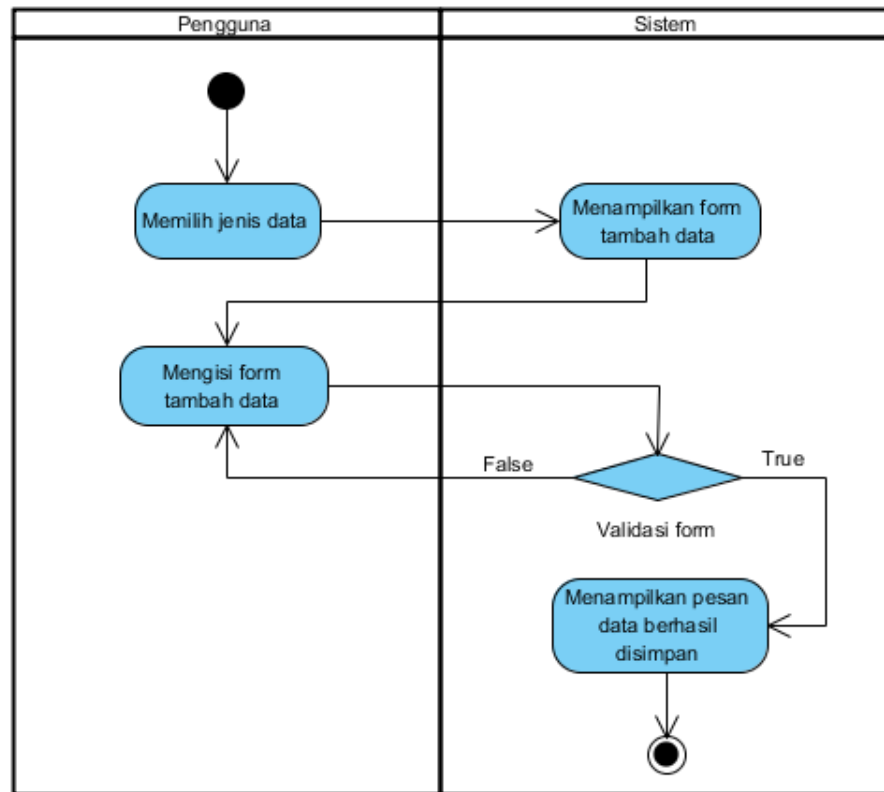 Pengguna
Sistem
Memilih jenis data
Menampilkan form
tambah data
Mengisi form
tambah data
False
True
Validasi form
Menampilkan pesan
data berhasil
disimpan